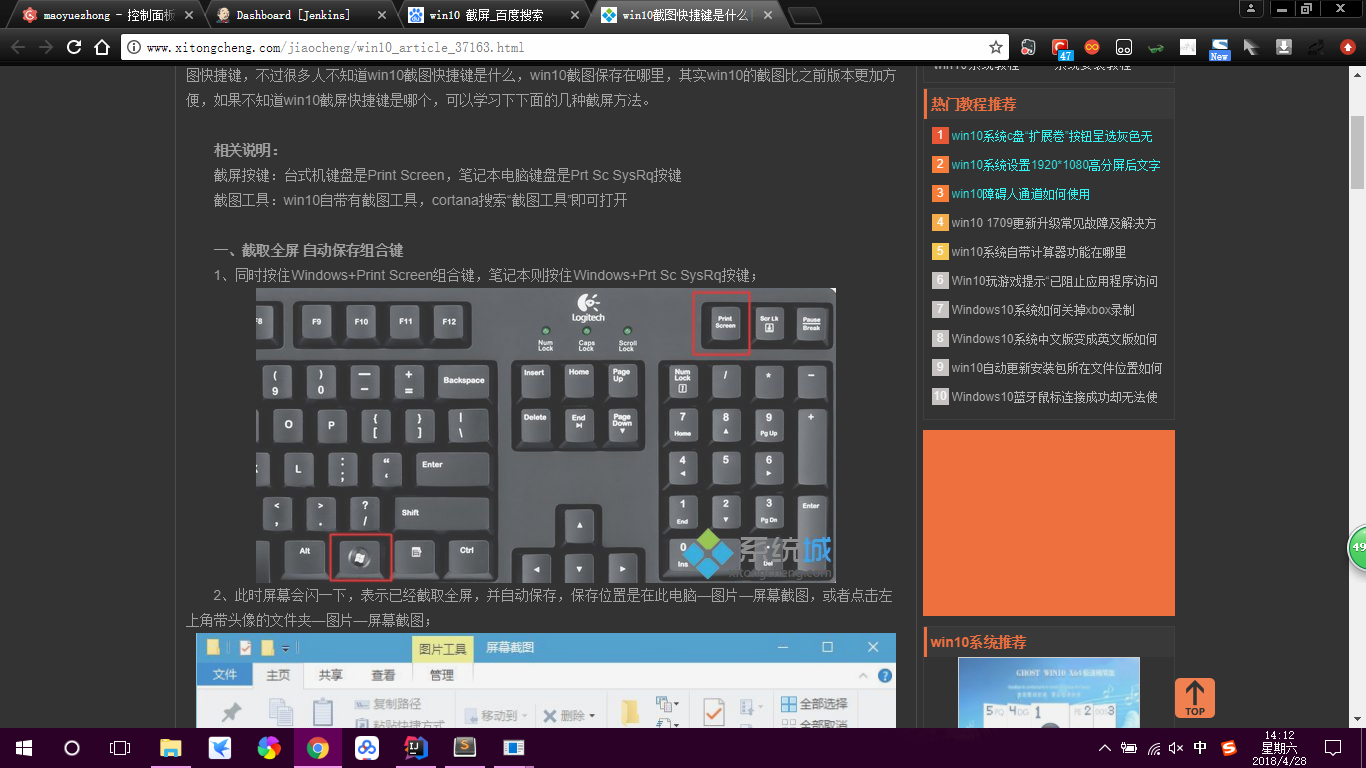 maoyuezhong - 控制面板
Dashboard [Jenkins]
win10 截屏_百度搜索
win10截图快捷键是什么
www.xitongcheng.com/jiaocheng/win10_article_37163.html
47
New
图快捷键，不过很多人不知道win10截图快捷键是什么，win10截图保存在哪里，其实win10的截图比之前版本更加方
便，如果不知道win10截屏快捷键是哪个，可以学习下下面的几种截屏方法。
相关说明：
截屏按键：台式机键盘是Print Screen，笔记本电脑键盘是Prt Sc SysRq按键
截图工具：win10自带有截图工具，cortana搜索“截图工具”即可打开
一、截取全屏 自动保存组合键
1、同时按住Windows+Print Screen组合键，笔记本则按住Windows+Prt Sc SysRq按键；
F8 F9 F10 F11 F12
Logitech
Num Lock Caps Lock Scroll Lock
Print Screen Scr Lk Pause Break
( 9 ) 0 — - + = Backspace
Insert Home Page Up
Num Lock / * -
O P { [ } ] | \
Delete End Page Down
7 Home 8 9 Pg Up +
L : ; “ ‘ Enter
4 5 6
< , > . ? / Shift
1 End 2 3 Pg Dn Enter
Alt Ctrl
0 Ins . Del
系统城
xitongcheng.com
2、此时屏幕会闪一下，表示已经截取全屏，并自动保存，保存位置是在此电脑—图片—屏幕截图，或者点击左
上角带头像的文件夹—图片—屏幕截图；
图片工具 屏幕截图
文件 主页 共享 查看 管理
复制路径
粘贴快捷方式
移动到 删除
全部选择
全部取消
win10系统教程 系统安装教程
热门教程推荐
1 win10系统c盘“扩展卷”按钮呈选灰色无
2 win10系统设置1920*1080高分屏后文字
3 win10障碍人通道如何使用
4 win10 1709更新升级常见故障及解决方
5 win10系统自带计算器功能在哪里
6 Win10玩游戏提示“已阻止应用程序访问
7 Windows10系统如何关掉xbox录制
8 Windows10系统中文版变成英文版如何
9 win10自动更新安装包所在文件位置如何
10 Windows10蓝牙鼠标连接成功却无法使
49
win10系统推荐
GHOST WIN10 X64
TOP
中
14:12
星期六
2018/4/28